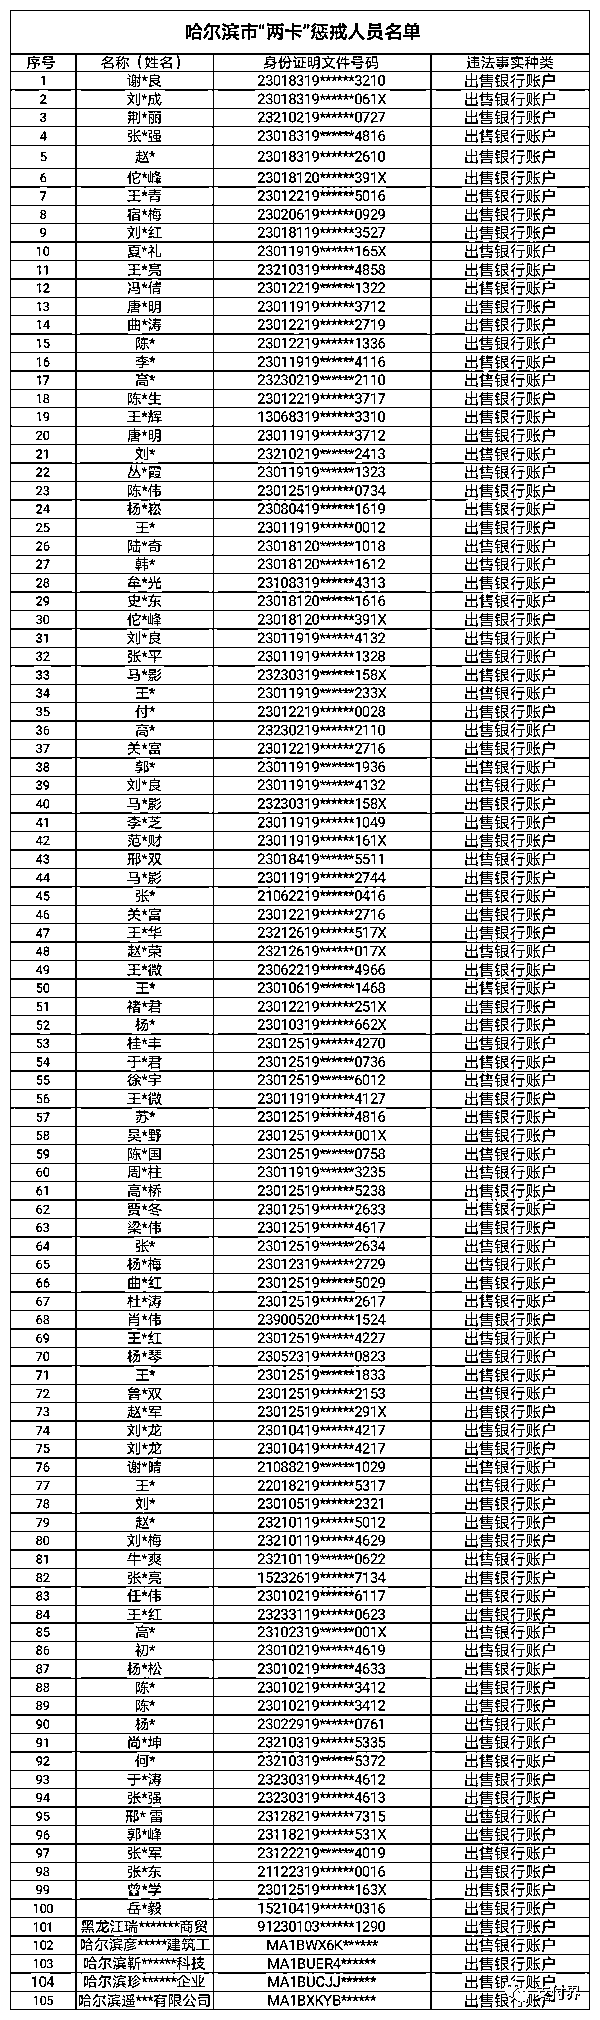 哈尔滨市“两卡”惩戒人员名单
序号 名称（姓名） 身份证明文件号码 违法事实种类
1 谢*良 23018319******3210 出售银行账户
2 刘*成 23018319******061X 出售银行账户
3 荆*丽 23210219******0727 出售银行账户
4 张*强 23018319******4816 出售银行账户
5 赵* 23018319******2610 出售银行账户
6 佗*峰 23018120******391X 出售银行账户
7 王*青 23012219******5016 出售银行账户
8 宿*梅 23020619******0929 出售银行账户
9 刘*红 23018119******3527 出售银行账户
10 夏*礼 23011919******165X 出售银行账户
11 王*亮 23210319******4858 出售银行账户
12 冯*倩 23012219******1322 出售银行账户
13 唐*明 23011919******3712 出售银行账户
14 曲*涛 23012219******2719 出售银行账户
15 陈* 23012219******1336 出售银行账户
16 李* 23011919******4116 出售银行账户
17 高* 23230219******2110 出售银行账户
18 陈*生 23012219******3717 出售银行账户
19 王*辉 13068319******3310 出售银行账户
20 唐*明 23011919******3712 出售银行账户
21 刘* 23210219******2413 出售银行账户
22 丛*霞 23011919******1323 出售银行账户
23 陈*伟 23012519******0734 出售银行账户
24 杨*崧 23080419******1619 出售银行账户
25 王* 23011919******0012 出售银行账户
26 陆*奇 23018120******1018 出售银行账户
27 韩* 23018120******1612 出售银行账户
28 牟*光 23108319******4313 出售银行账户
29 史*东 23018120******1616 出售银行账户
30 佗*峰 23018120******391X 出售银行账户
31 刘*良 23011919******4132 出售银行账户
32 张*平 23011919******1328 出售银行账户
33 马*影 23230319******158X 出售银行账户
34 王* 23011919******233X 出售银行账户
35 付* 23012219******0028 出售银行账户
36 高* 23230219******2110 出售银行账户
37 关*富 23012219******2716 出售银行账户
38 郭* 23011919******1936 出售银行账户
39 刘*良 23011919******4132 出售银行账户
40 马*影 23230319******158X 出售银行账户
41 李*芝 23011919******1049 出售银行账户
42 范*财 23011919******161X 出售银行账户
43 邢*双 23018419******5511 出售银行账户
44 马*影 23011919******2744 出售银行账户
45 张* 21062219******0416 出售银行账户
46 关*富 23012219******2716 出售银行账户
47 王*华 23212619******517X 出售银行账户
48 赵*荣 23212619******017X 出售银行账户
49 王*微 23062219******4966 出售银行账户
50 王* 23010619******1468 出售银行账户
51 褚*君 23012219******251X 出售银行账户
52 杨* 23010319******662X 出售银行账户
53 桂*丰 23012519******4270 出售银行账户
54 于*君 23012519******0736 出售银行账户
55 徐*宇 23012519******6012 出售银行账户
56 王*微 23011919******4127 出售银行账户
57 苏* 23012519******4816 出售银行账户
58 吴*野 23012519******001X 出售银行账户
59 陈*国 23012519******0758 出售银行账户
60 周*柱 23011919******3235 出售银行账户
61 高*桥 23012519******5238 出售银行账户
62 贾*冬 23012519******2633 出售银行账户
63 梁*伟 23012519******4617 出售银行账户
64 张* 23012519******2634 出售银行账户
65 杨*梅 23012319******2729 出售银行账户
66 曲*红 23012519******5029 出售银行账户
67 杜*涛 23012519******2617 出售银行账户
68 肖*伟 23900520******1524 出售银行账户
69 王*红 23012519******4227 出售银行账户
70 杨*琴 23052319******0823 出售银行账户
71 王* 23012519******1833 出售银行账户
72 鲁*双 23012519******2153 出售银行账户
73 赵*军 23012519******291X 出售银行账户
74 刘*龙 23010419******4217 出售银行账户
75 刘*龙 23010419******4217 出售银行账户
76 谢*晴 21088219******1029 出售银行账户
77 王* 22018219******5317 出售银行账户
78 刘* 23010519******2321 出售银行账户
79 赵* 23210119******5012 出售银行账户
80 刘*梅 23210119******4629 出售银行账户
81 牛*爽 23210119******0622 出售银行账户
82 张*亮 15232619******7134 出售银行账户
83 任*伟 23010219******6117 出售银行账户
84 王*红 23233119******0623 出售银行账户
85 高* 23102319******001X 出售银行账户
86 初* 23010219******4619 出售银行账户
87 杨*松 23010219******4633 出售银行账户
88 陈* 23010219******3412 出售银行账户
89 陈* 23010219******3412 出售银行账户
90 杨* 23022919******0761 出售银行账户
91 尚*坤 23210319******5335 出售银行账户
92 何* 23210319******5372 出售银行账户
93 于*涛 23230319******4612 出售银行账户
94 张*强 23230319******4613 出售银行账户
95 邢*雷 23128219******7315 出售银行账户
96 郭*峰 23118219******531X 出售银行账户
97 张*军 23122219******4019 出售银行账户
98 张*东 21122319******0016 出售银行账户
99 曾*学 23012519******163X 出售银行账户
100 岳*毅 15210419******0316 出售银行账户
101 黑龙江瑞*******商贸 91230103******1290 出售银行账户
102 哈尔滨彦*****建筑工 MA1BWX6K****** 出售银行账户
103 哈尔滨靳******科技 MA1BUER4****** 出售银行账户
104 哈尔滨珍******企业 MA1BUCJJ****** 出售银行账户
105 哈尔滨遥***有限公司 MA1BXKYB****** 出售银行账户
支付界